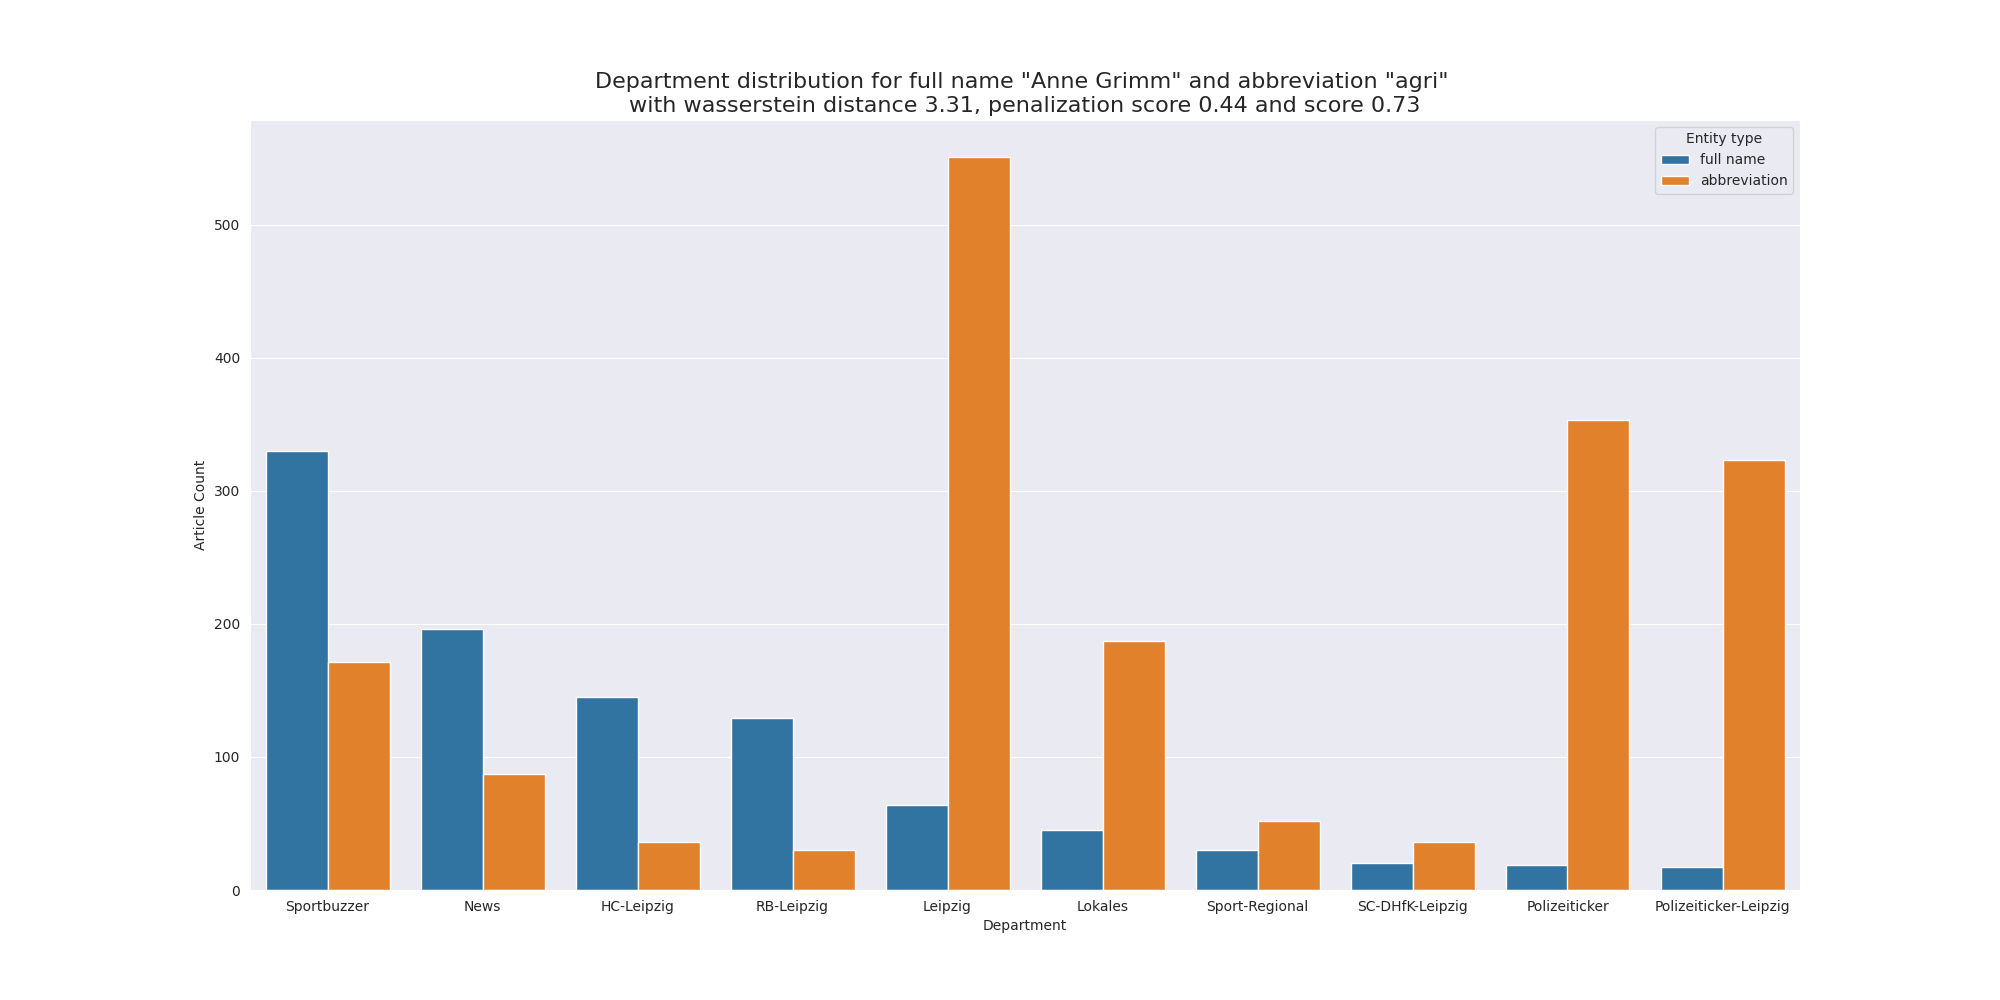 Department distribution for full name "Anne Grimm" and abbreviation "agri"
with wasserstein distance 3.31, penalization score 0.44 and score 0.73
Entity type
full name
abbreviation
Article Count
500
400
300
200
100
0
Sportbuzzer News HC-Leipzig RB-Leipzig Leipzig Lokales Sport-Regional SC-DHfK-Leipzig Polizeiticker Polizeiticker-Leipzig
Department